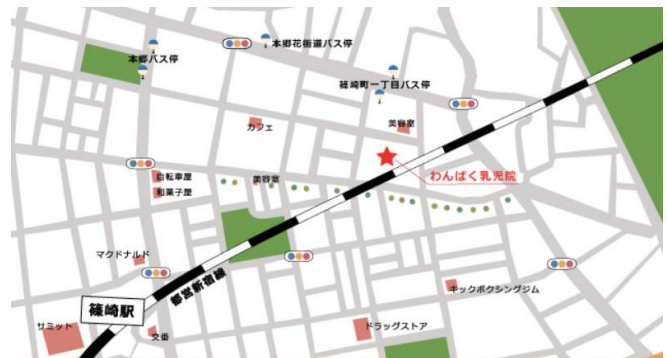 本郷花街道バス停
本郷バス停
篠崎町一丁目バス停
カフェ
美容室
わんぱく乳児院
自転車屋
美容室
和菓子屋
マクドナルド
都営新宿線
キックボクシングジム
篠崎駅
サミット
交番
ドラッグストア